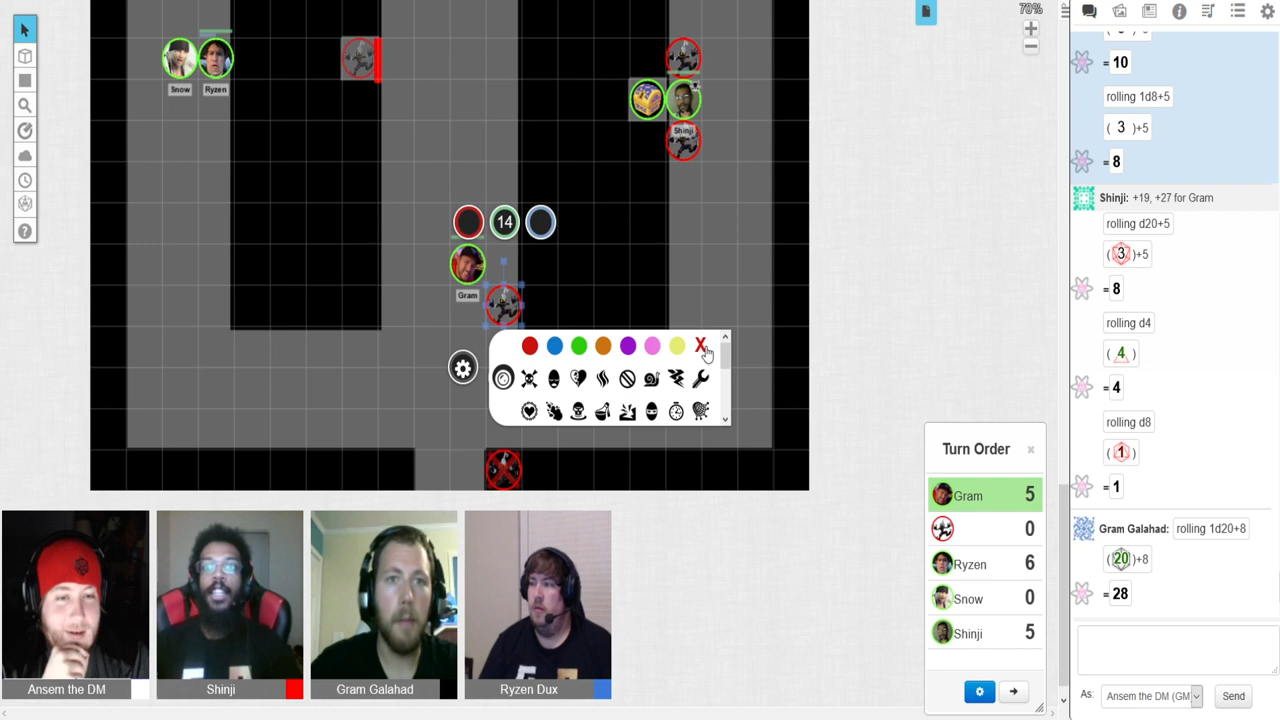 70%
Snow
Ryzen
Shinji
14
Gram
X
Turn Order ×
Gram 5
0
Ryzen 6
Snow 0
Shinji 5
= 10
rolling 1d8+5
( 3 )+5
= 8
Shinji: +19, +27 for Gram
rolling d20+5
( 3 )+5
= 8
rolling d4
( 4 )
= 4
rolling d8
( 1 )
= 1
Gram Galahad: rolling 1d20+8
( 20 )+8
= 28
As: Ansem the DM (GM
Send
Ansem the DM
Shinji
Gram Galahad
Ryzen Dux